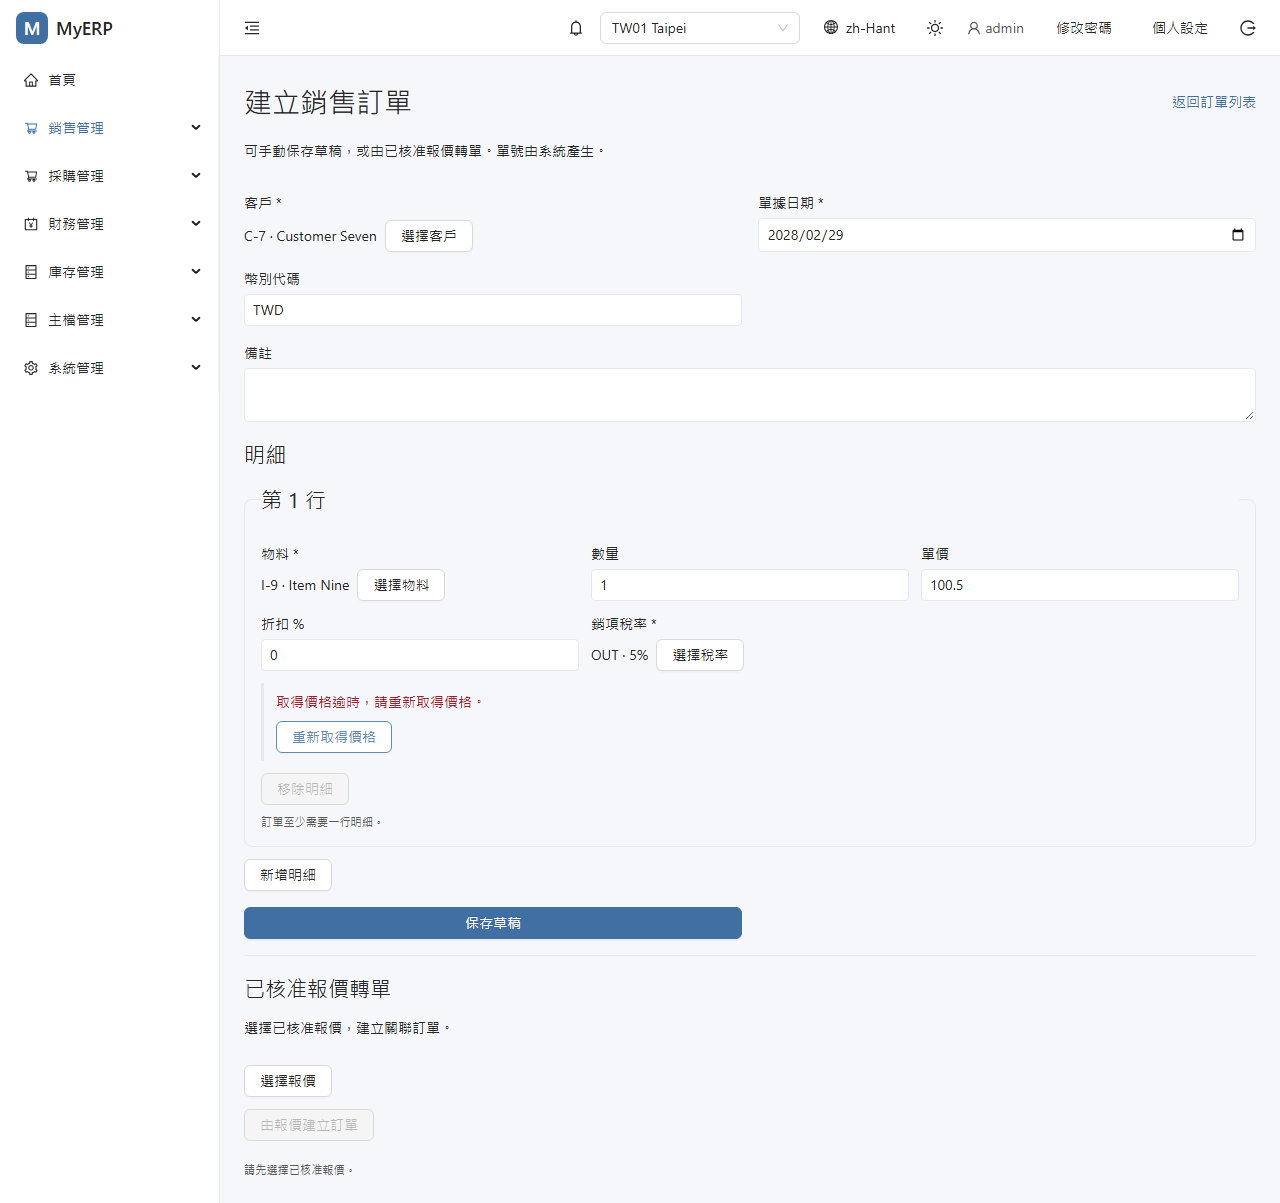 M MyERP
TW01 Taipei
zh-Hant
admin
修改密碼
個人設定
首頁
銷售管理
採購管理
財務管理
庫存管理
主檔管理
系統管理
建立銷售訂單
返回訂單列表
可手動保存草稿，或由已核准報價轉單。單號由系統產生。
客戶 *
單據日期 *
C-7 · Customer Seven 選擇客戶
2028/02/29
幣別代碼
TWD
備註
明細
第 1 行
物料 *
數量
單價
I-9 · Item Nine 選擇物料
1
100.5
折扣 %
銷項稅率 *
0
OUT · 5% 選擇稅率
取得價格逾時，請重新取得價格。
重新取得價格
移除明細
訂單至少需要一行明細。
新增明細
保存草稿
已核准報價轉單
選擇已核准報價，建立關聯訂單。
選擇報價
由報價建立訂單
請先選擇已核准報價。